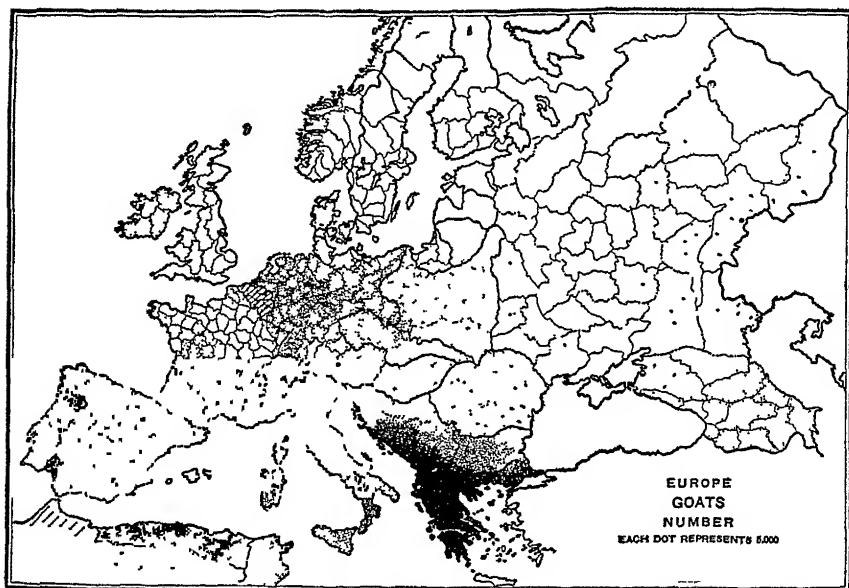 EUROPE
GOATS
NUMBER
EACH DOT REPRESENTS 5,000